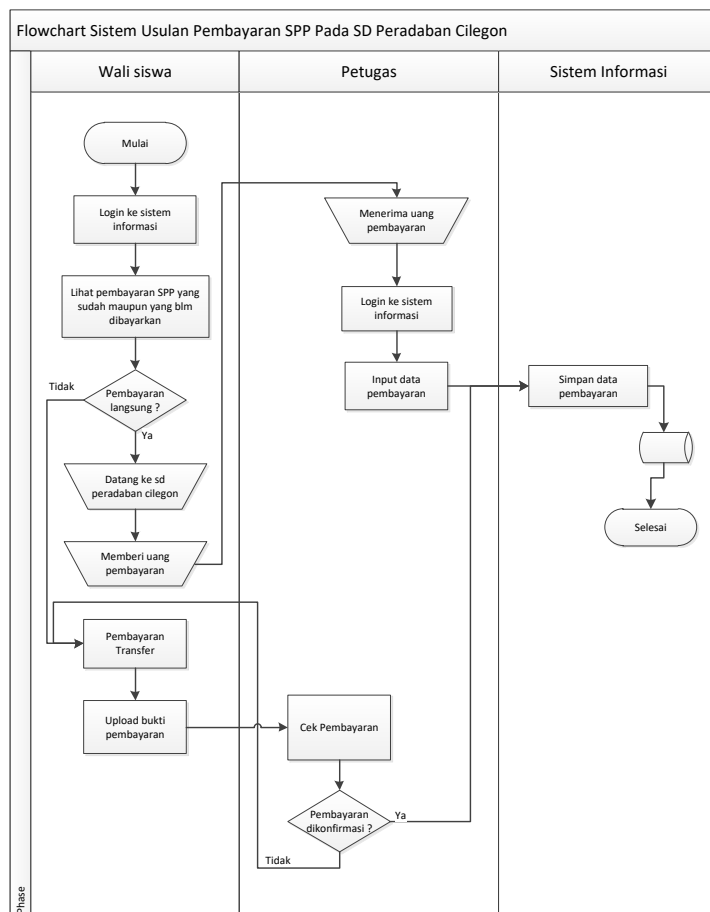 Flowchart Sistem Usulan Pembayaran SPP Pada SD Peradaban Cilegon
Wali siswa
Petugas
Sistem Informasi
Mulai
Login ke sistem
informasi
Lihat pembayaran SPP yang
sudah maupun yang blm
dibayarkan
Tidak
Pembayaran
langsung ?
Ya
Datang ke sd
peradaban cilegon
Memberi uang
pembayaran
Menerima uang
pembayaran
Login ke sistem
informasi
Input data
pembayaran
Simpan data
pembayaran
Selesai
Pembayaran
Transfer
Upload bukti
pembayaran
Cek Pembayaran
Pembayaran
dikonfirmasi ?
Ya
Tidak
Phase